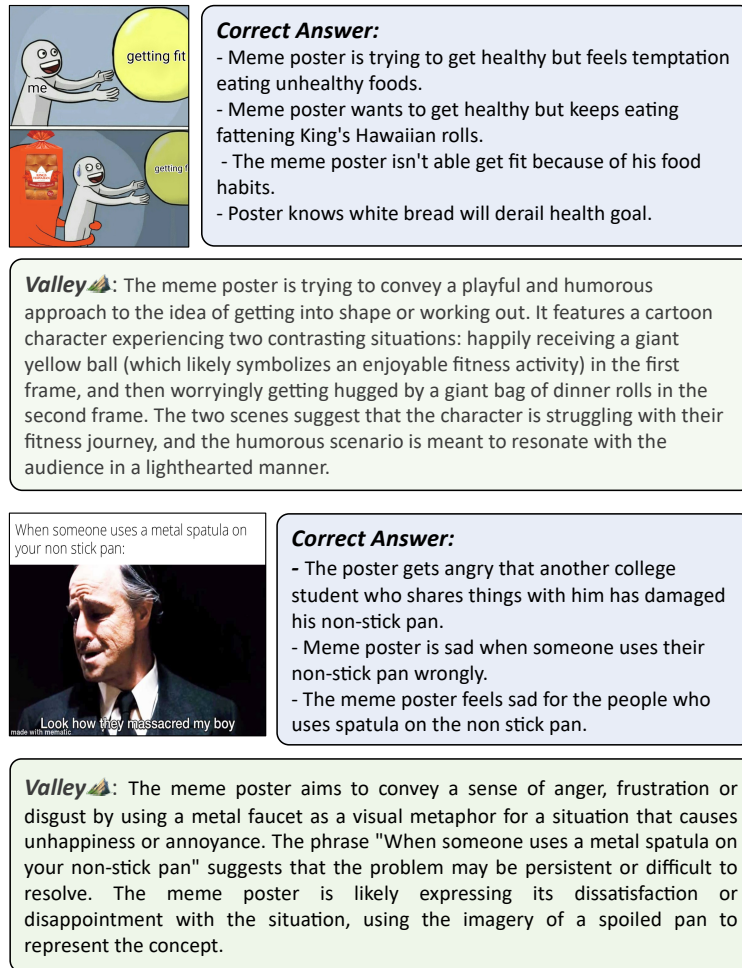 getting fit
me
getting f
Correct Answer:
- Meme poster is trying to get healthy but feels temptation
eating unhealthy foods.
- Meme poster wants to get healthy but keeps eating
fattening King's Hawaiian rolls.
- The meme poster isn't able get fit because of his food
habits.
- Poster knows white bread will derail health goal.
Valley: The meme poster is trying to convey a playful and humorous
approach to the idea of getting into shape or working out. It features a cartoon
character experiencing two contrasting situations: happily receiving a giant
yellow ball (which likely symbolizes an enjoyable fitness activity) in the first
frame, and then worryingly getting hugged by a giant bag of dinner rolls in the
second frame. The two scenes suggest that the character is struggling with their
fitness journey, and the humorous scenario is meant to resonate with the
audience in a lighthearted manner.
When someone uses a metal spatula on
your non stick pan:
Look how they massacred my boy
made with mematic
Correct Answer:
- The poster gets angry that another college
student who shares things with him has damaged
his non-stick pan.
- Meme poster is sad when someone uses their
non-stick pan wrongly.
- The meme poster feels sad for the people who
uses spatula on the non stick pan.
Valley: The meme poster aims to convey a sense of anger, frustration or
disgust by using a metal faucet as a visual metaphor for a situation that causes
unhappiness or annoyance. The phrase "When someone uses a metal spatula on
your non-stick pan" suggests that the problem may be persistent or difficult to
resolve. The meme poster is likely expressing its dissatisfaction or
disappointment with the situation, using the imagery of a spoiled pan to
represent the concept.